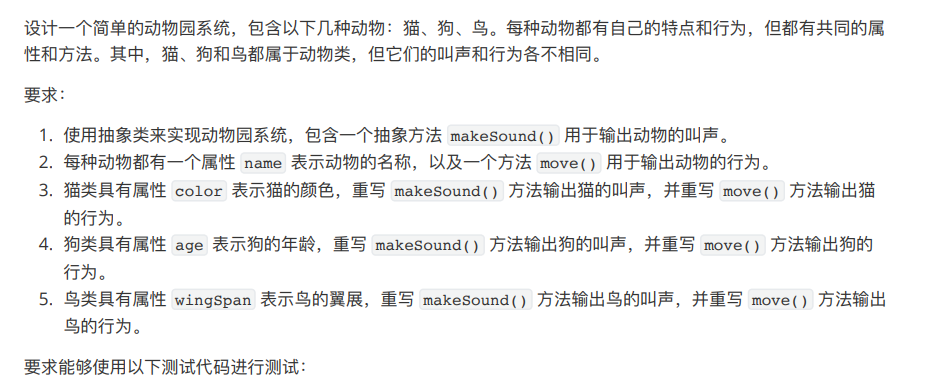 设计一个简单的动物园系统，包含以下几种动物：猫、狗、鸟。每种动物都有自己的特点和行为，但都有共同的属
性和方法。其中，猫、狗和鸟都属于动物类，但它们的叫声和行为各不相同。
要求：
1. 使用抽象类来实现动物园系统，包含一个抽象方法 makeSound() 用于输出动物的叫声。
2. 每种动物都有一个属性 name 表示动物的名称，以及一个方法 move() 用于输出动物的行为。
3. 猫类具有属性 color 表示猫的颜色，重写 makeSound() 方法输出猫的叫声，并重写 move() 方法输出猫
的行为。
4. 狗类具有属性 age 表示狗的年龄，重写 makeSound() 方法输出狗的叫声，并重写 move() 方法输出狗的
行为。
5. 鸟类具有属性 wingSpan 表示鸟的翼展，重写 makeSound() 方法输出鸟的叫声，并重写 move() 方法输出
鸟的行为。
要求能够使用以下测试代码进行测试：